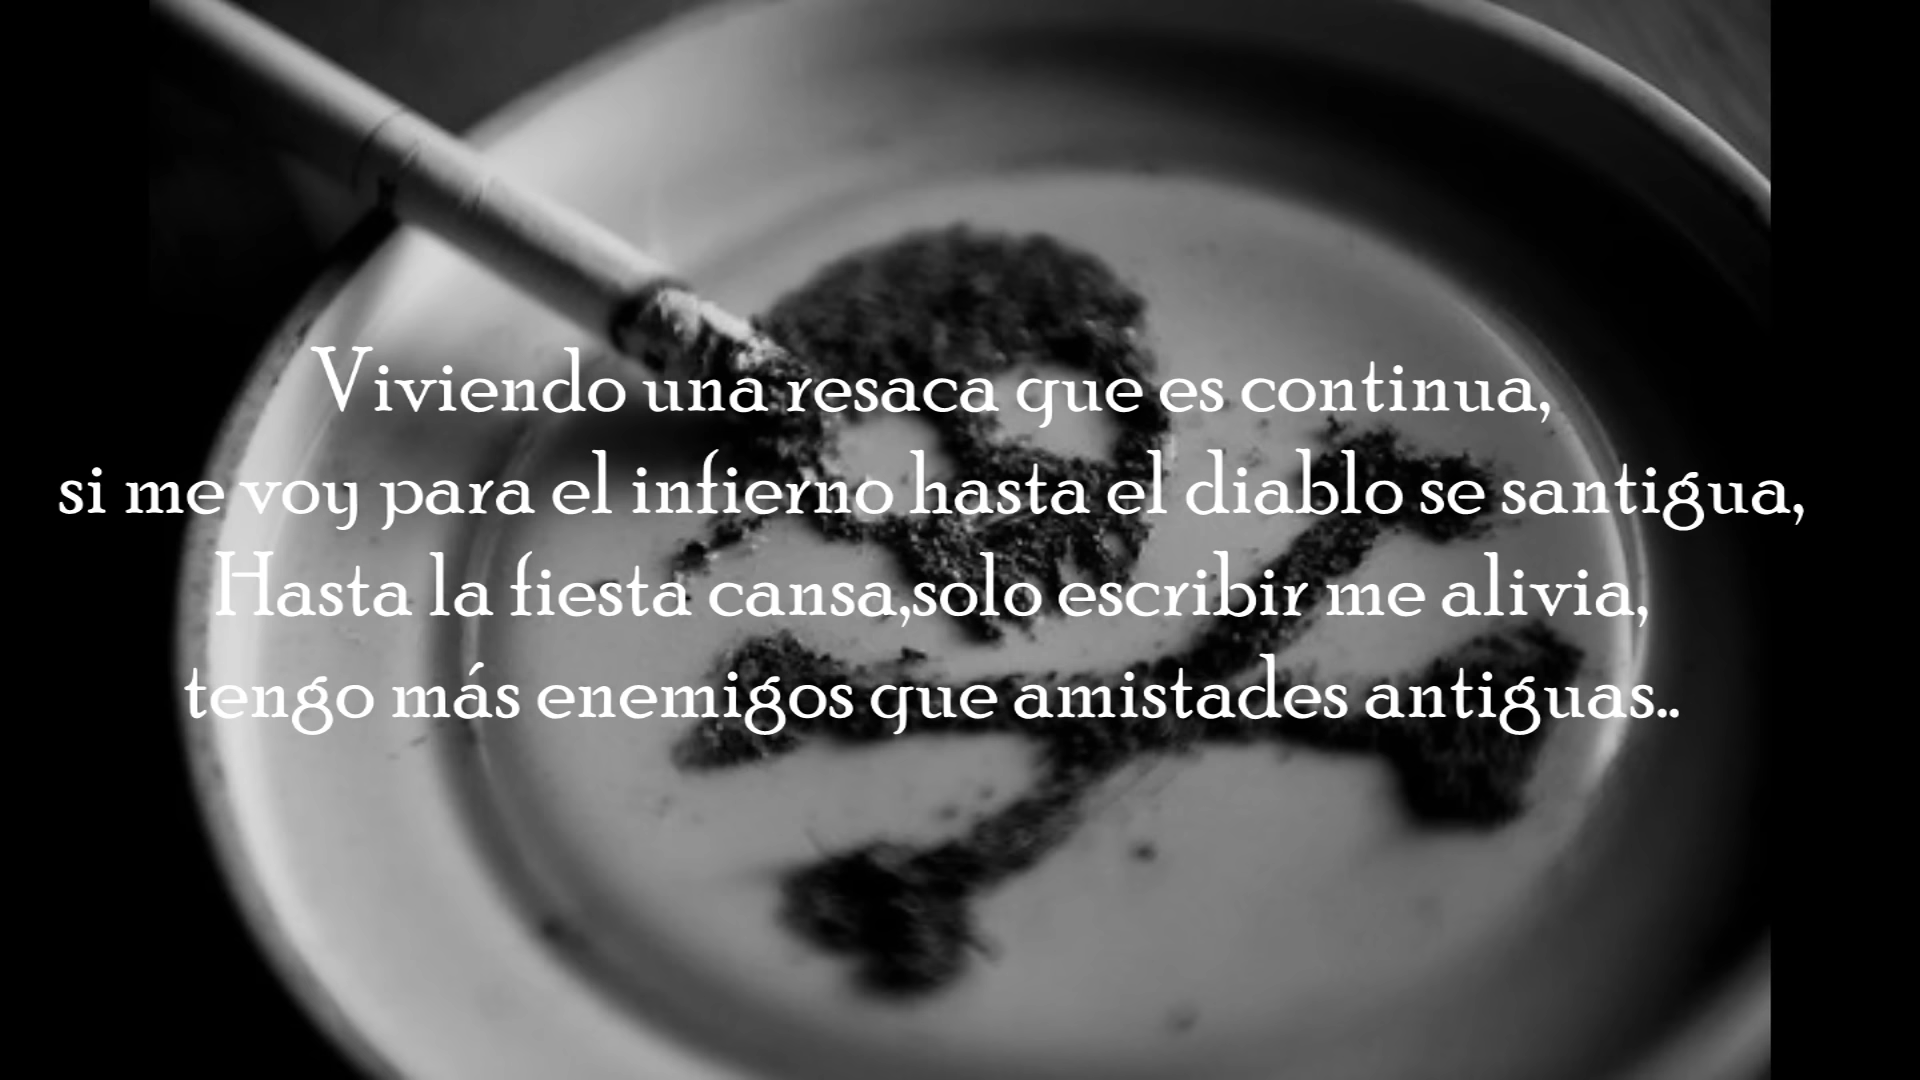 Viviendo una resaca que es continua,
si me voy para el infierno hasta el diablo se santigua,
Hasta la fiesta cansa,solo escribir me alivia,
tengo más enemigos que amistades antiguas..